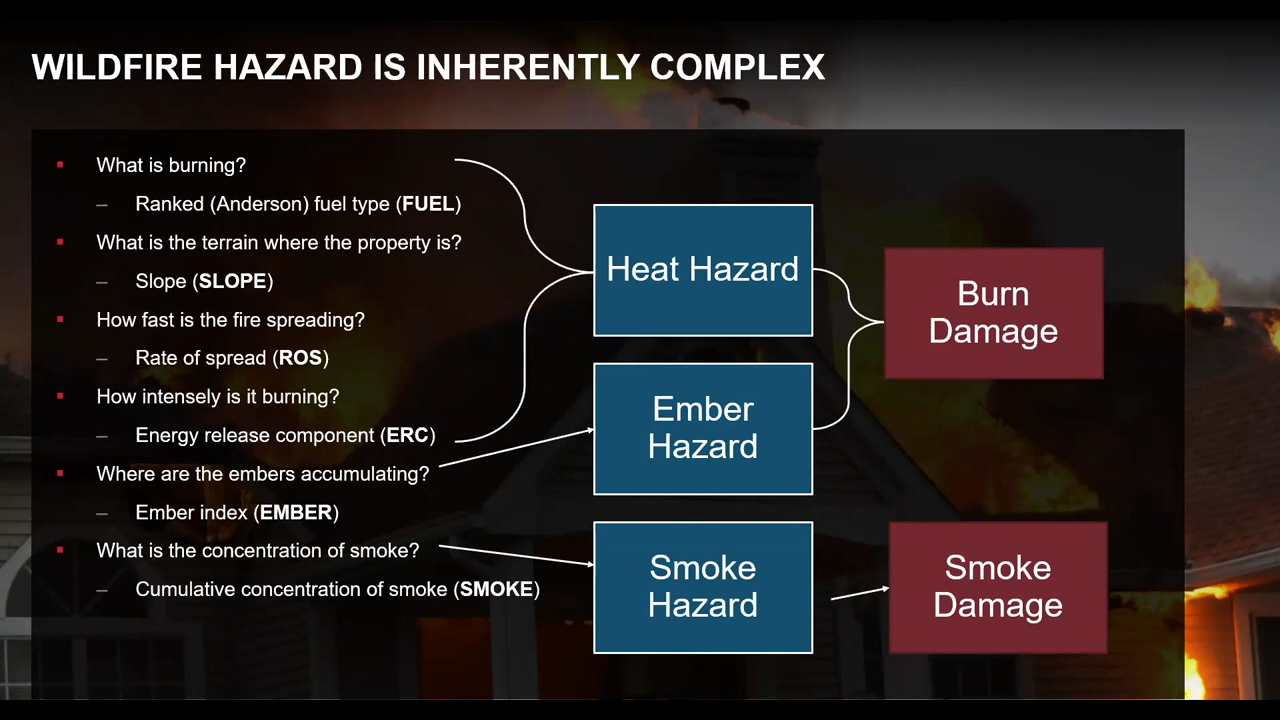 WILDFIRE HAZARD IS INHERENTLY COMPLEX
▪ What is burning?
– Ranked (Anderson) fuel type (FUEL)
▪ What is the terrain where the property is?
– Slope (SLOPE)
▪ How fast is the fire spreading?
– Rate of spread (ROS)
▪ How intensely is it burning?
– Energy release component (ERC)
▪ Where are the embers accumulating?
– Ember index (EMBER)
▪ What is the concentration of smoke?
– Cumulative concentration of smoke (SMOKE)
Heat Hazard
Ember
Hazard
Smoke
Hazard
Burn
Damage
Smoke
Damage